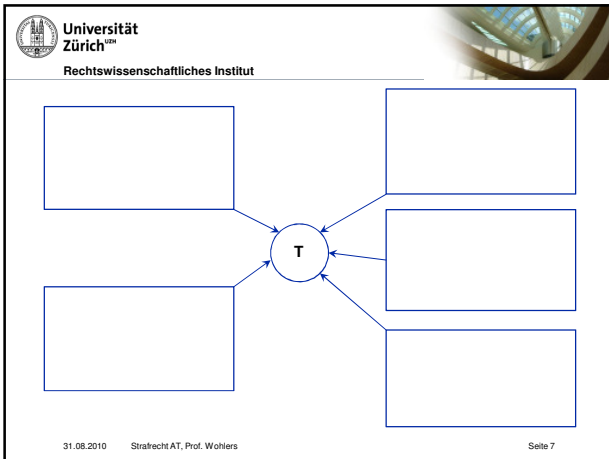 Universität
Zürich UZH
Rechtswissenschaftliches Institut
T
31.08.2010 Strafrecht AT, Prof. Wohlers Seite 7